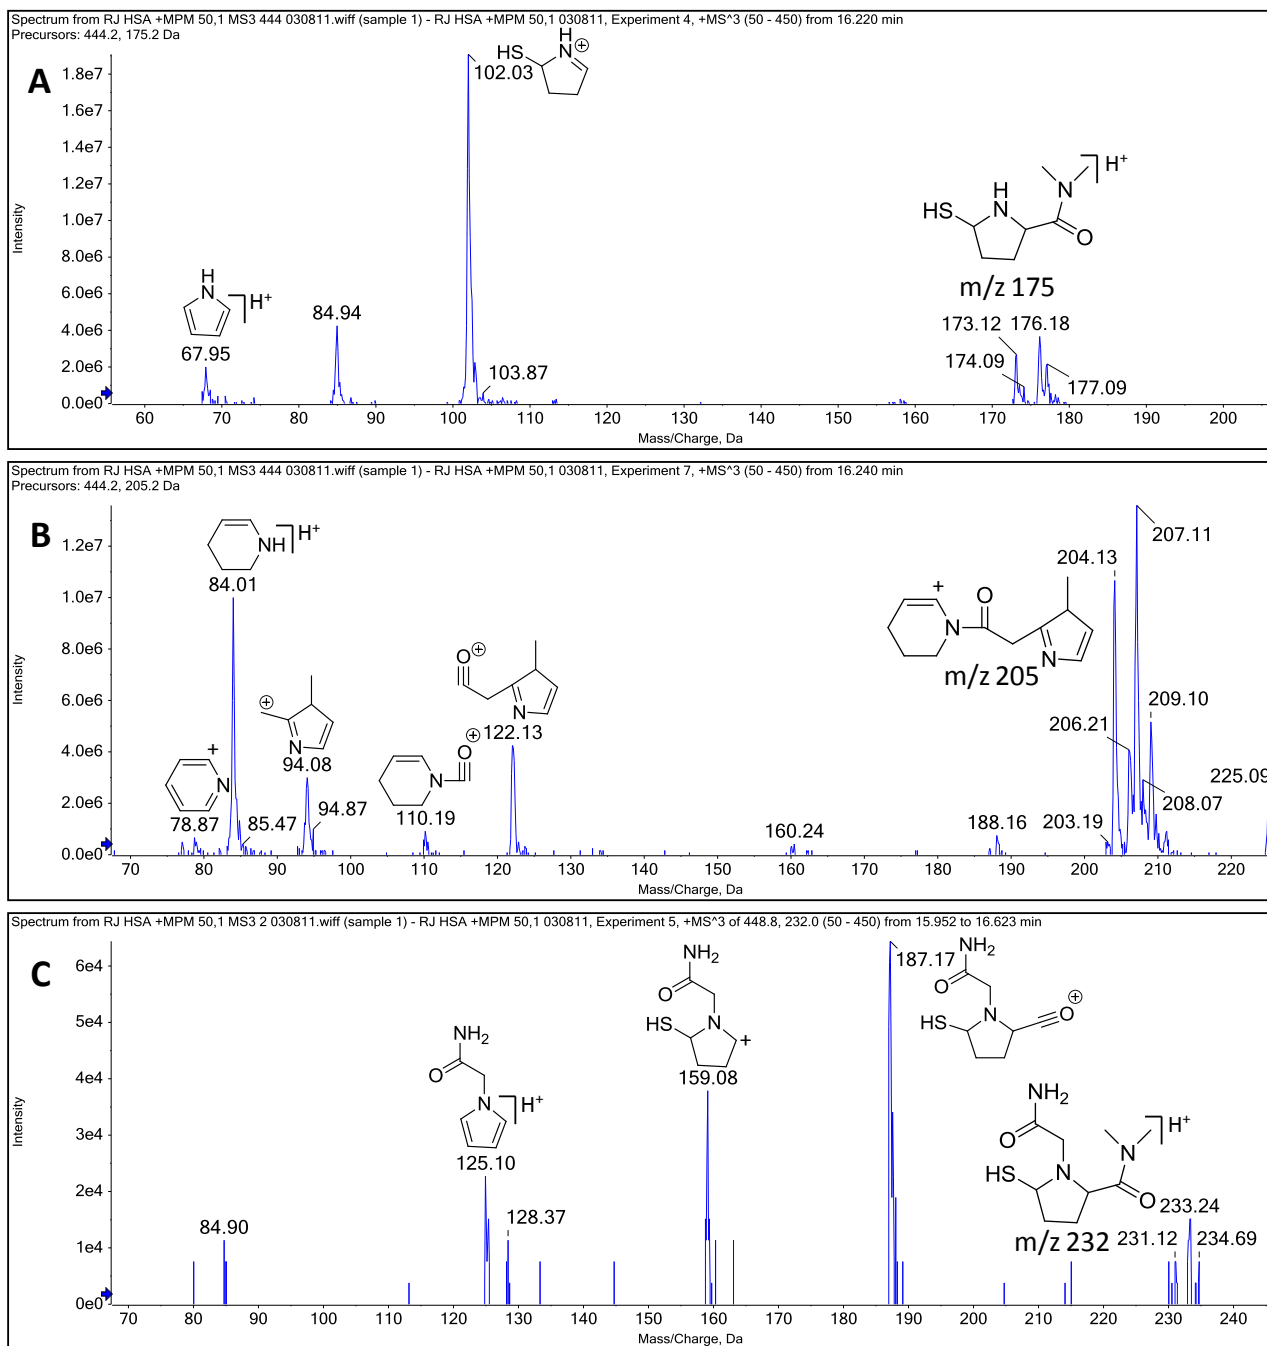 Spectrum from RJ HSA +MPM 50,1 MS3 444 030811.wiff (sample 1) - RJ HSA +MPM 50,1 030811, Experiment 4, +MS^3 (50 - 450) from 16.220 min
Precursors: 444.2, 175.2 Da
A
Intensity
1.8e7
1.6e7
1.4e7
1.2e7
1.0e7
8.0e6
6.0e6
4.0e6
2.0e6
0.0e0
H
N
H+
67.95
84.94
HS
H
N
+
102.03
103.87
HS
H
N
N
O
H+
m/z 175
173.12
176.18
174.09
177.09
60 70 80 90 100 110 120 130 140 150 160 170 180 190 200
Mass/Charge, Da
Spectrum from RJ HSA +MPM 50,1 MS3 444 030811.wiff (sample 1) - RJ HSA +MPM 50,1 030811, Experiment 7, +MS^3 (50 - 450) from 16.240 min
Precursors: 444.2, 205.2 Da
B
Intensity
1.2e7
1.0e7
8.0e6
6.0e6
4.0e6
2.0e6
0.0e0
NH
H+
84.01
+
N
78.87
85.47
+
N
94.08
94.87
N
O
+
110.19
O
+
N
122.13
160.24
188.16
+
N
O
N
m/z 205
204.13
207.11
206.21
209.10
203.19
208.07
225.09
70 80 90 100 110 120 130 140 150 160 170 180 190 200 210 220
Mass/Charge, Da
Spectrum from RJ HSA +MPM 50,1 MS3 2 030811.wiff (sample 1) - RJ HSA +MPM 50,1 030811, Experiment 5, +MS^3 of 448.8, 232.0 (50 - 450) from 15.952 to 16.623 min
C
Intensity
6e4
5e4
4e4
3e4
2e4
1e4
0e0
84.90
NH2
O
N
H+
125.10
128.37
NH2
O
HS
N
+
159.08
187.17
NH2
O
HS
N
O
+
NH2
O
HS
N
N
O
H+
m/z 232
231.12
233.24
234.69
70 80 90 100 110 120 130 140 150 160 170 180 190 200 210 220 230 240
Mass/Charge, Da